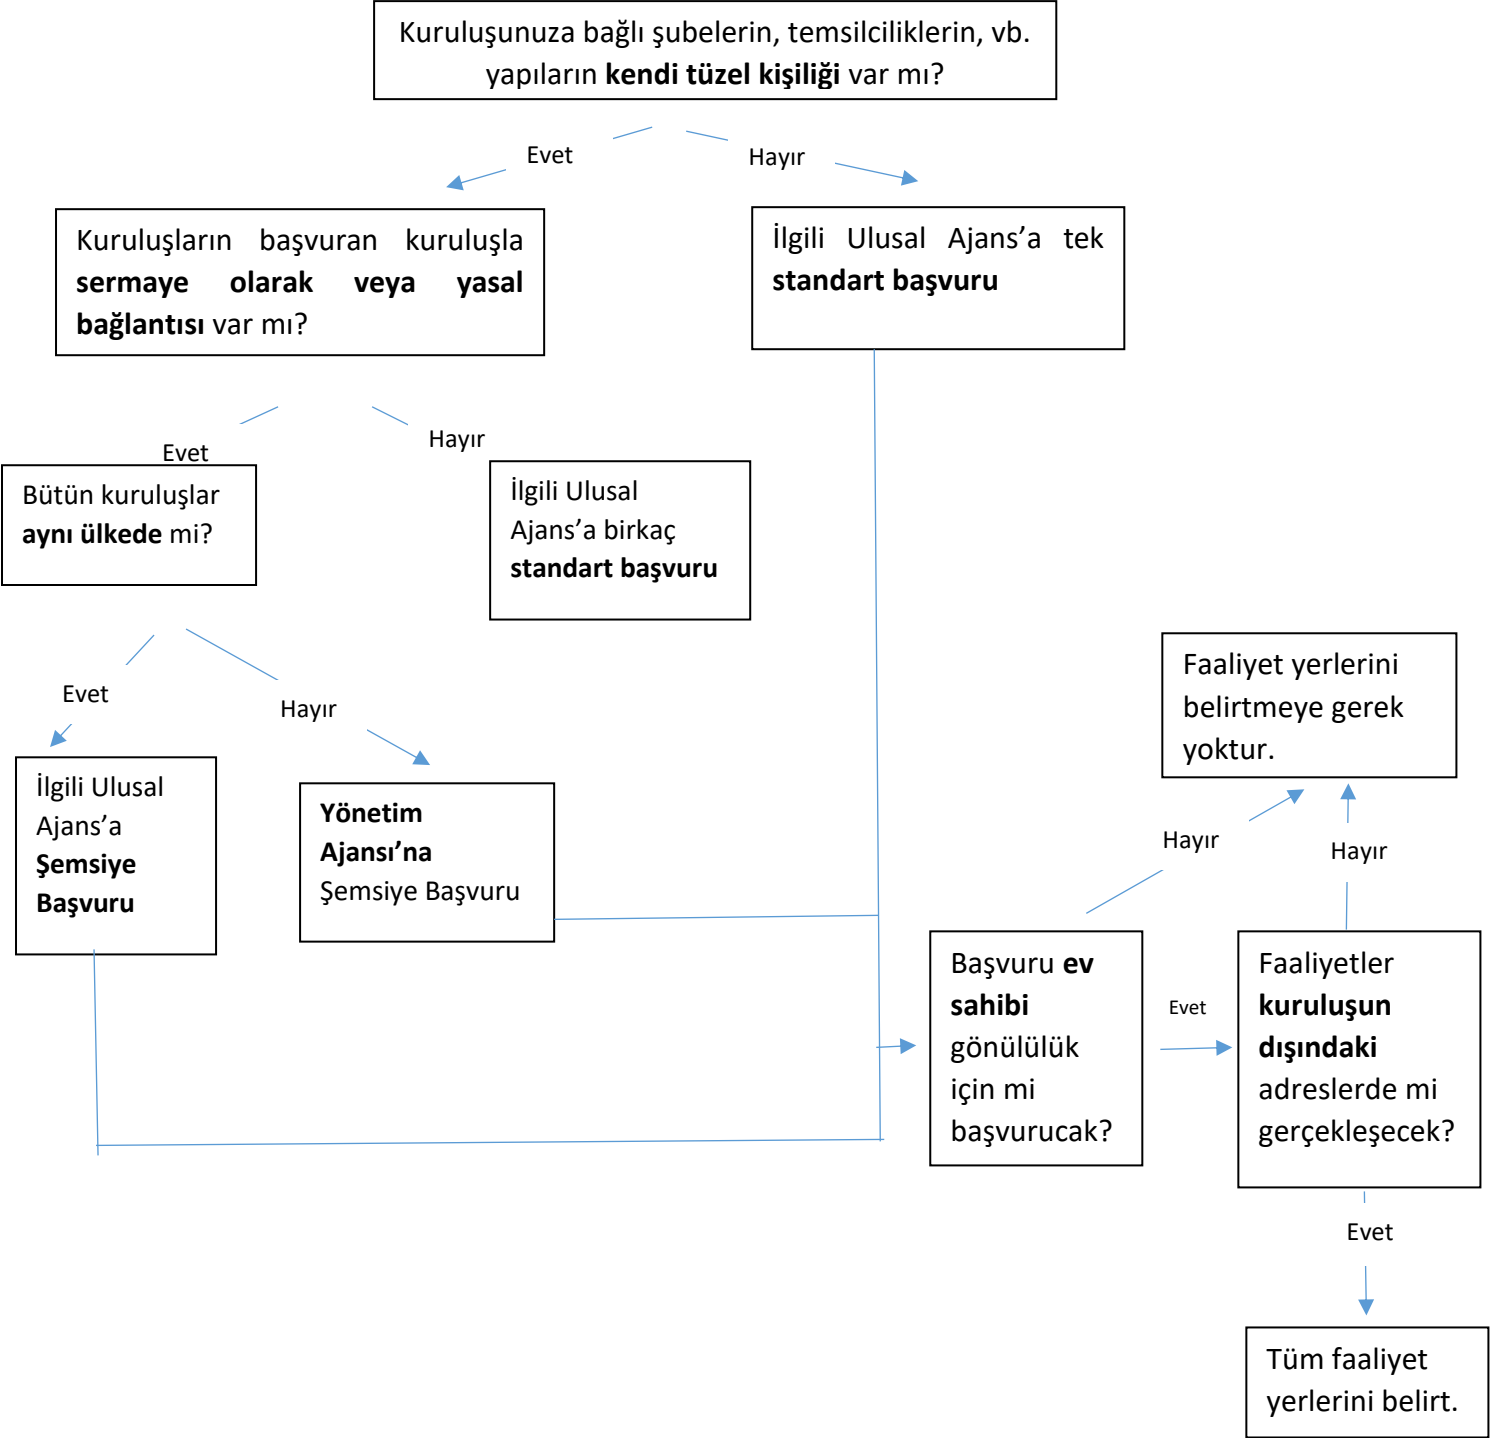 Kuruluşunuza bağlı şubelerin, temsilciliklerin, vb.
yapıların kendi tüzel kişiliği var mı?
Evet
Hayır
Kuruluşların başvuran kuruluşla
sermaye olarak veya yasal
bağlantısı var mı?
İlgili Ulusal Ajans’a tek
standart başvuru
Evet
Hayır
Bütün kuruluşlar
aynı ülkede mi?
İlgili Ulusal
Ajans’a birkaç
standart başvuru
Evet
Hayır
İlgili Ulusal
Ajans’a
Şemsiye
Başvuru
Yönetim
Ajansı’na
Şemsiye Başvuru
Faaliyet yerlerini
belirtmeye gerek
yoktur.
Hayır
Hayır
Başvuru ev
sahibi
gönülülük
için mi
başvurucak?
Evet
Faaliyetler
kuruluşun
dışındaki
adreslerde mi
gerçekleşecek?
Evet
Tüm faaliyet
yerlerini belirt.